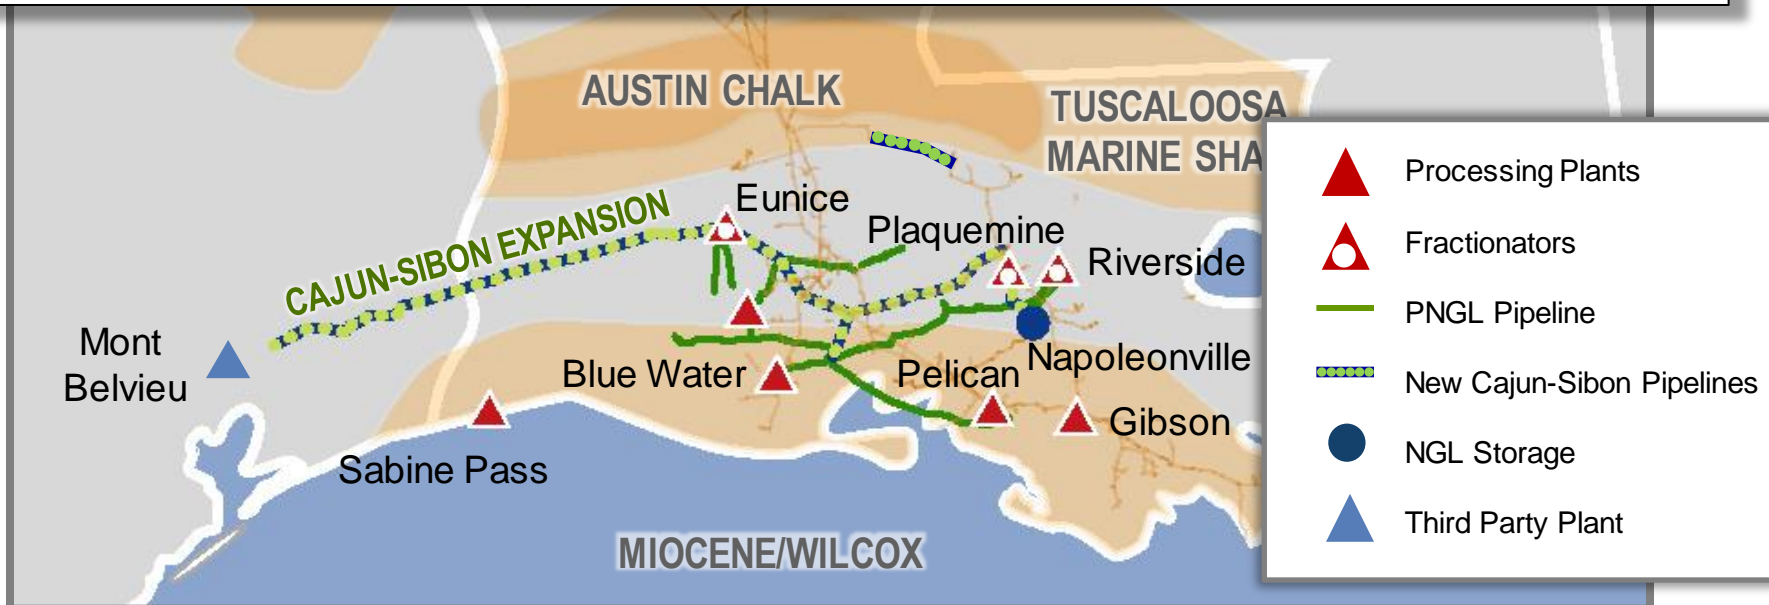 AUSTIN CHALK
TUSCALOOSA
MARINE SHA
Eunice
Plaquemine
Riverside
CAJUN-SIBON EXPANSION
Mont
Belvieu
Blue Water
Pelican
Napoleonville
Gibson
Sabine Pass
MIOCENE/WILCOX
Processing Plants
Fractionators
PNGL Pipeline
New Cajun-Sibon Pipelines
NGL Storage
Third Party Plant